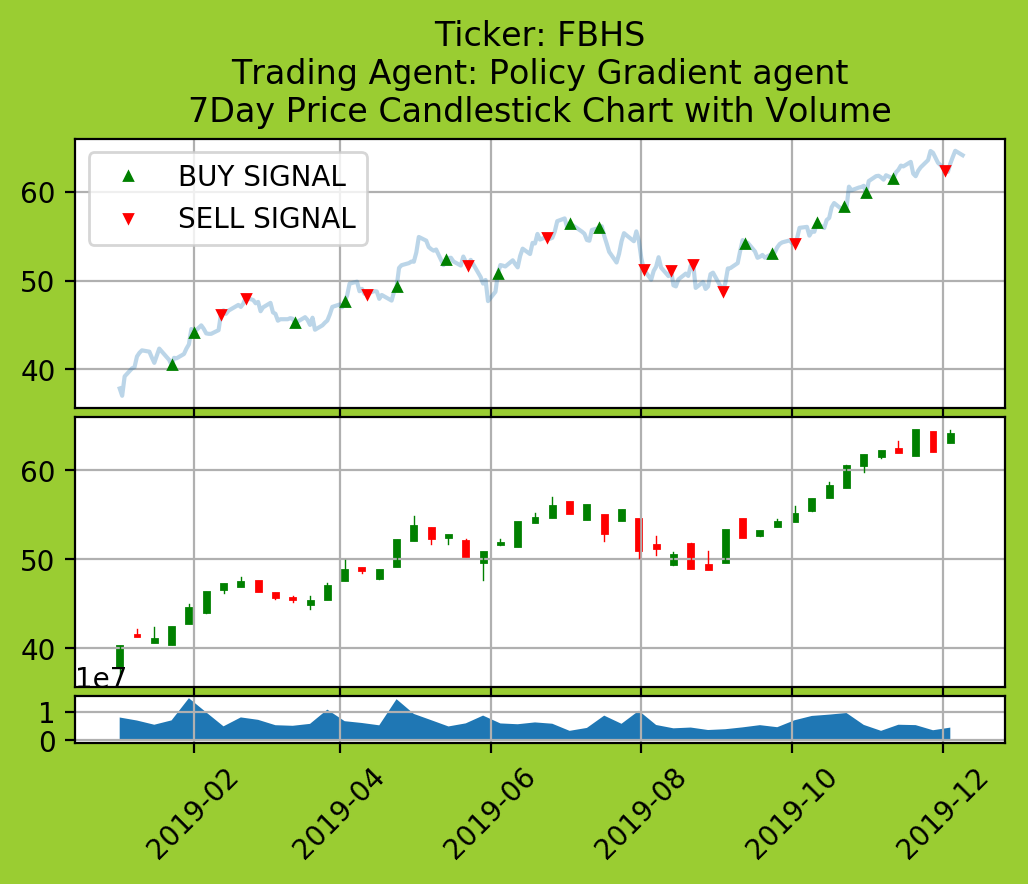 Ticker: FBHS
Trading Agent: Policy Gradient agent
7Day Price Candlestick Chart with Volume
BUY SIGNAL
SELL SIGNAL
60
50
40
60
50
40
1e7
1
0
2019-02
2019-04
2019-06
2019-08
2019-10
2019-12